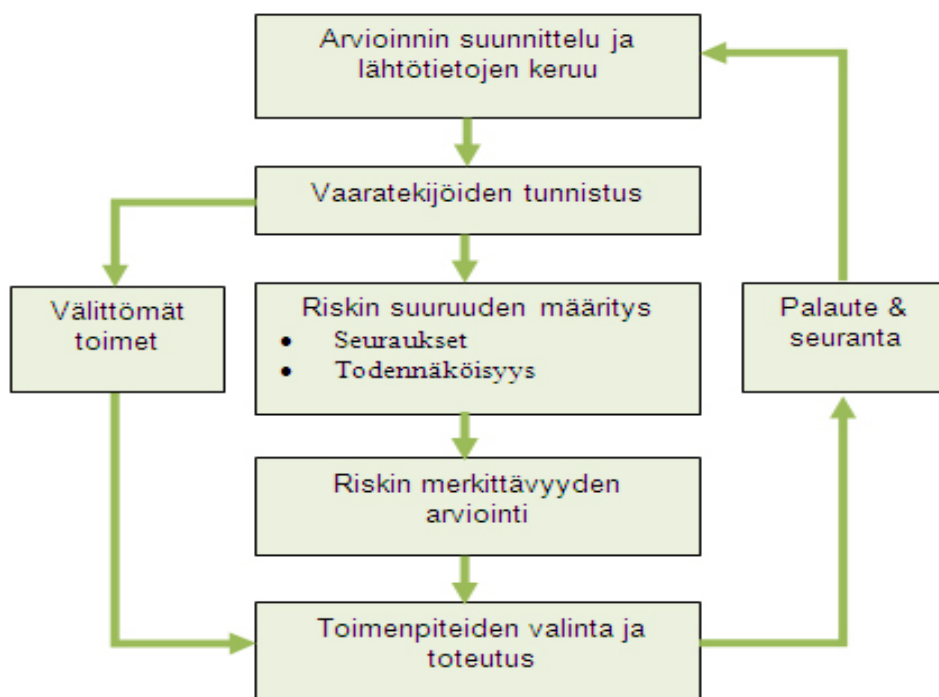 Arvioinnin suunnittelu ja
lähtötietojen keruu
Vaaratekijöiden tunnistus
Välittömät
toimet
Riskin suuruuden määritys
• Seuraukset
• Todennäköisyys
Palaute &
seuranta
Riskin merkittävyyden
arviointi
Toimenpiteiden valinta ja
toteutus